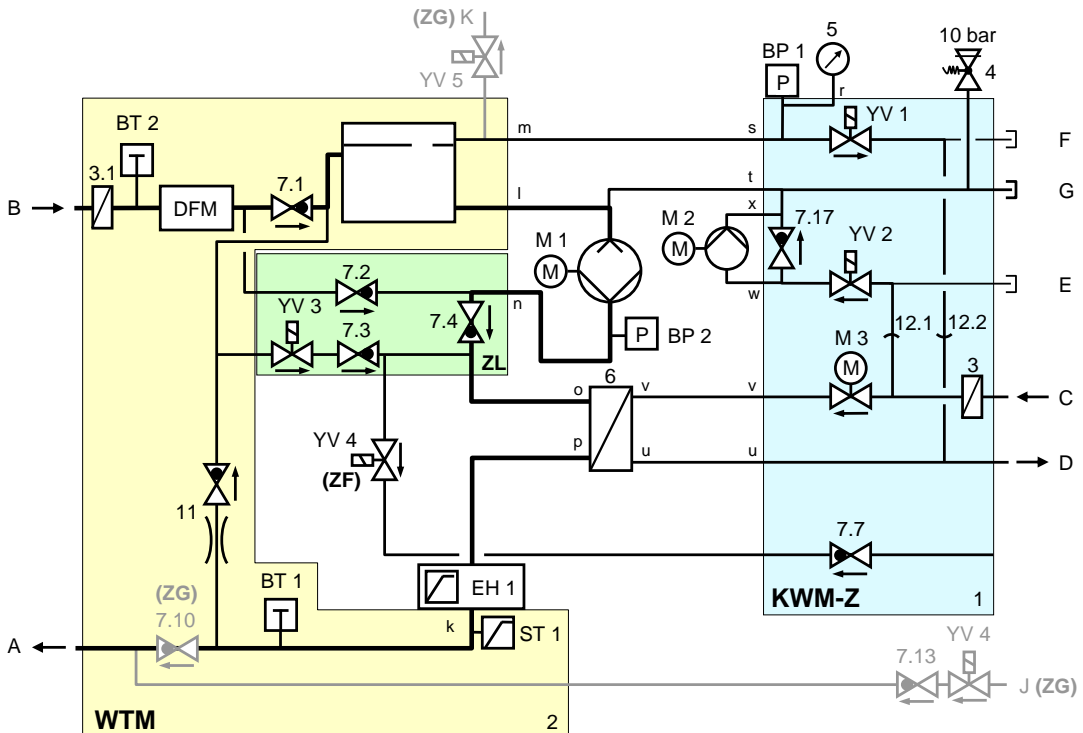 (ZG) K
YV 5
5
10 bar
BP 1
4
P
r
BT 2
T
m
s
YV 1
F
3.1
7.1
B
DFM
l
t
G
x
M 2
7.17
YV 2
M 1
M
M
E
7.2
n
w
YV 3
7.4
7.3
P
BP 2
12.1
12.2
M 3
ZL
M
3
6
o
v
v
C
YV 4
(ZF)
p
u
u
D
11
7.7
BT 1
T
EH 1
KWM-Z
1
(ZG)
7.10
k
ST 1
A
YV 4
7.13
J (ZG)
WTM
2